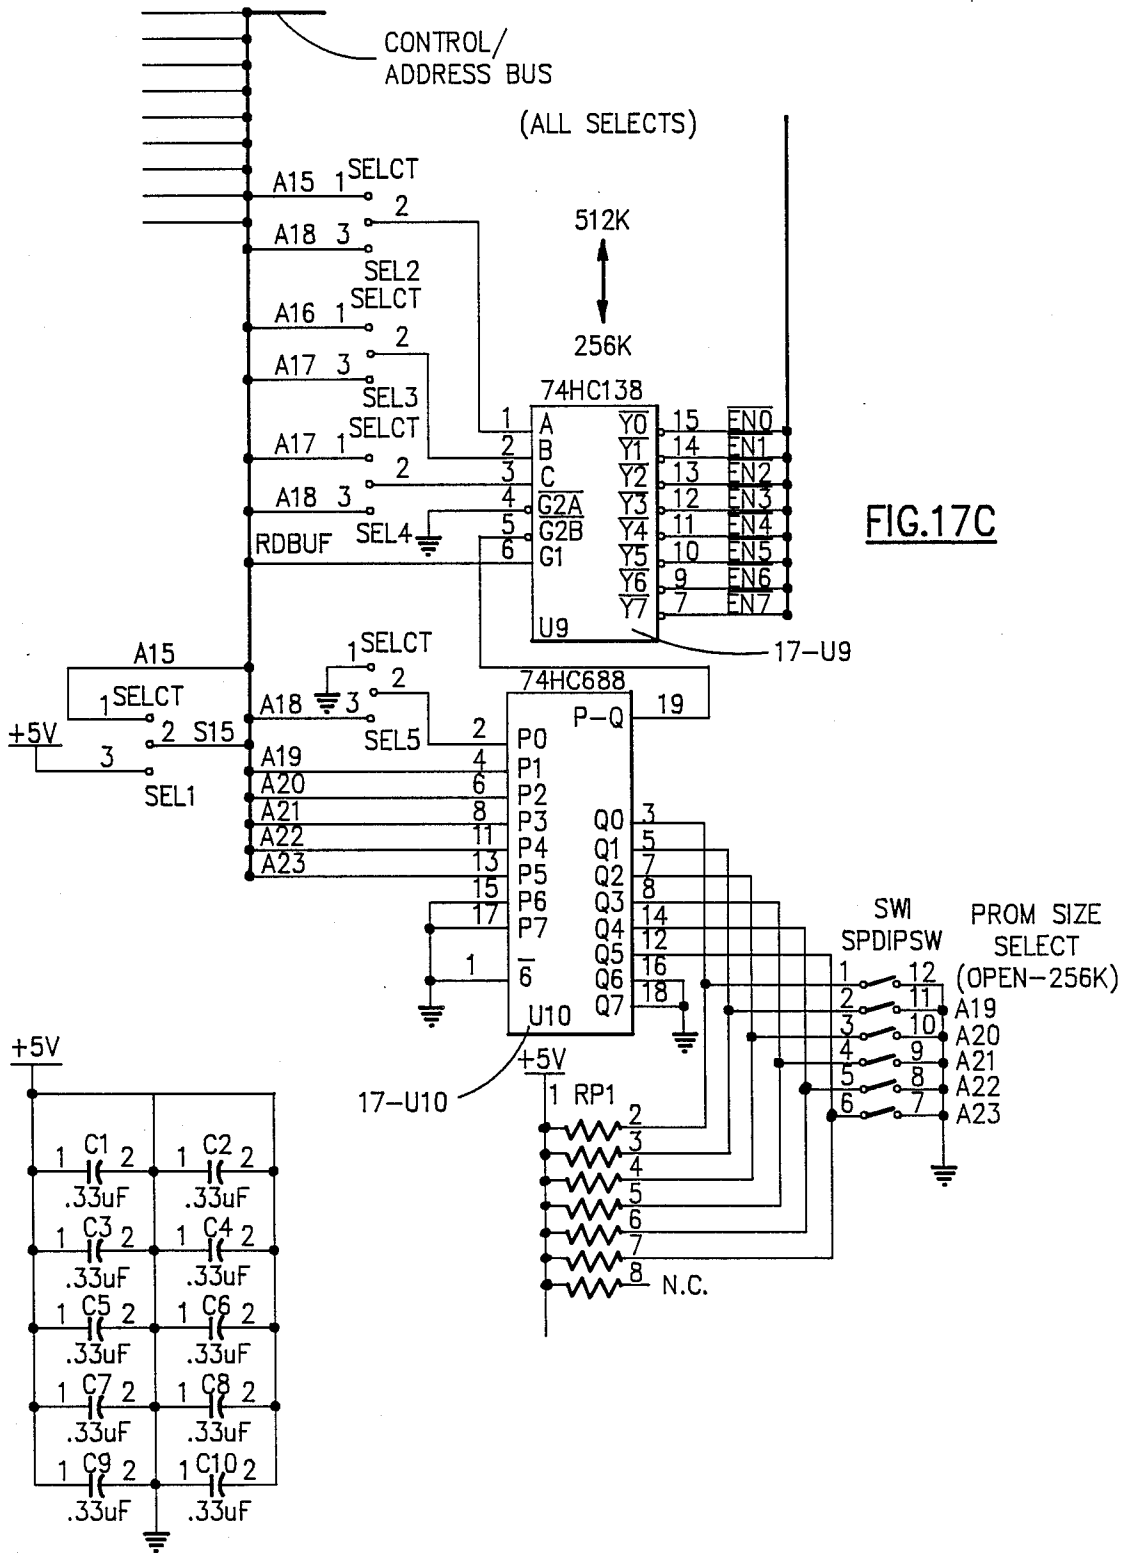 CONTROL/
ADDRESS BUS
(ALL SELECTS)
A15 1 SELCT
2
A18 3
SEL2
512K
256K
SELCT
A16 1
2
A17 3
SEL3
SELCT
A17 1
2
A18 3
SEL4
RDBUF
74HC138
1 A Y0 15 EN0
2 B Y1 14 EN1
3 C Y2 13 EN2
4 G2A Y3 12 EN3
5 G2B Y4 11 EN4
6 G1 Y5 10 EN5
Y6 9 EN6
Y7 7 EN7
U9
17-U9
FIG.17C
A15
1 SELCT
+5V
2 S15
3
SEL1
1 SELCT
2
A18 3
SEL5
74HC688
P-Q 19
2 P0
A19 4 P1
A20 6 P2
A21 8 P3
A22 11 P4
A23 13 P5
15 P6
17 P7
1 6
Q0 3
Q1 5
Q2 7
Q3 8
Q4 14
Q5 12
Q6 16
Q7 18
U10
17-U10
SWI
SPDIPSW
PROM SIZE
SELECT
(OPEN-256K)
1 12
2 11 A19
3 10 A20
4 9 A21
5 8 A22
6 7 A23
+5V
1 RP1
2
3
4
5
6
7
8 N.C.
+5V
1 C1 2 1 C2 2
.33uF .33uF
1 C3 2 1 C4 2
.33uF .33uF
1 C5 2 1 C6 2
.33uF .33uF
1 C7 2 1 C8 2
.33uF .33uF
1 C9 2 1 C10 2
.33uF .33uF